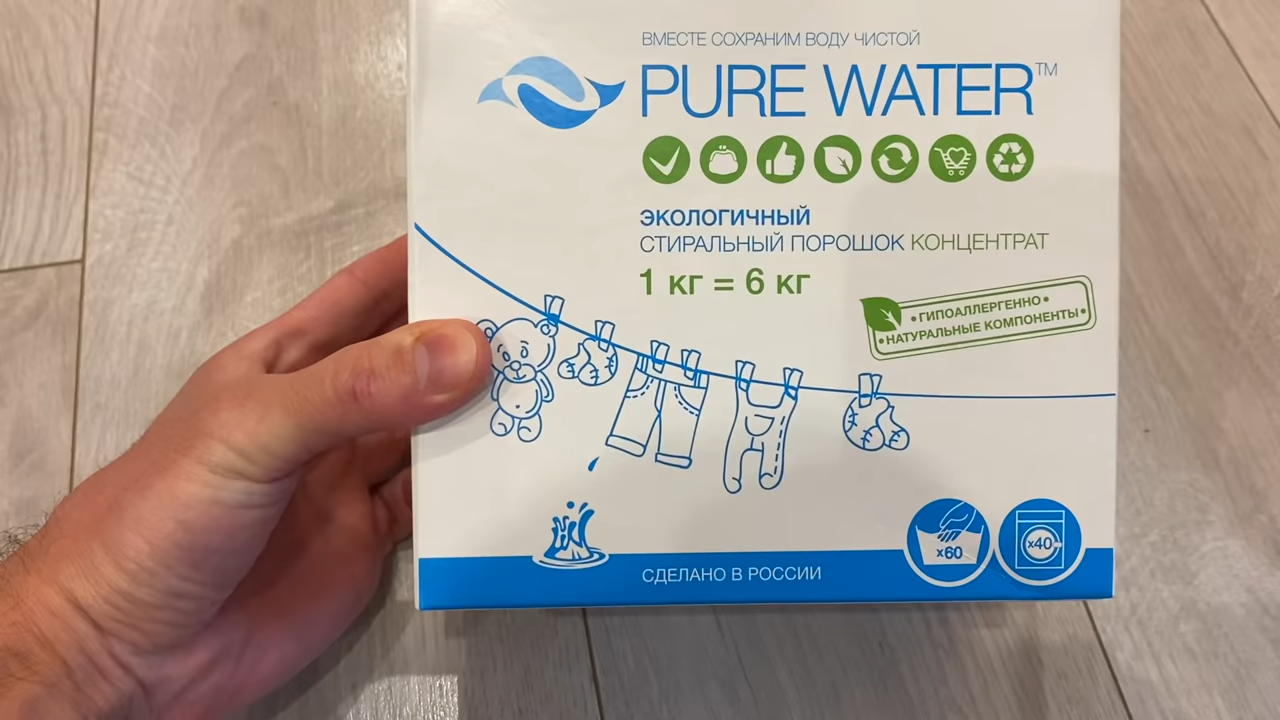 ВМЕСТЕ СОХРАНИМ ВОДУ ЧИСТОЙ
PURE WATER™
ЭКОЛОГИЧНЫЙ
СТИРАЛЬНЫЙ ПОРОШОК КОНЦЕНТРАТ
1 кг = 6 кг
•ГИПОАЛЛЕРГЕННО•
•НАТУРАЛЬНЫЕ КОМПОНЕНТЫ•
x60
x40
СДЕЛАНО В РОССИИ